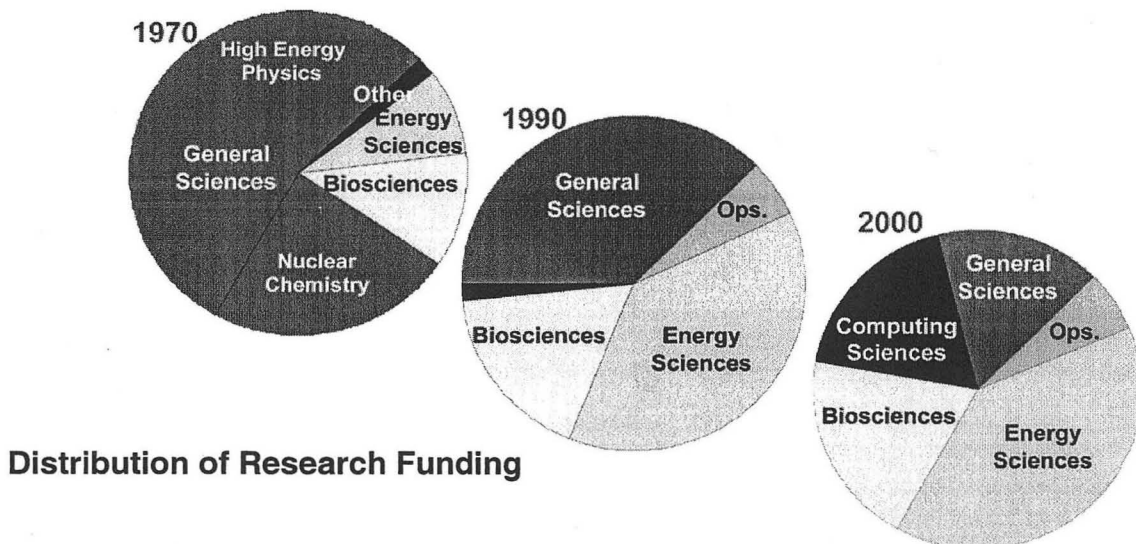 1970
High Energy
Physics
Other
Energy
Sciences
General
Sciences
Biosciences
Nuclear
Chemistry
1990
General
Sciences
Ops.
Biosciences
Energy
Sciences
2000
General
Sciences
Computing
Sciences
Ops.
Biosciences
Energy
Sciences
Distribution of Research Funding